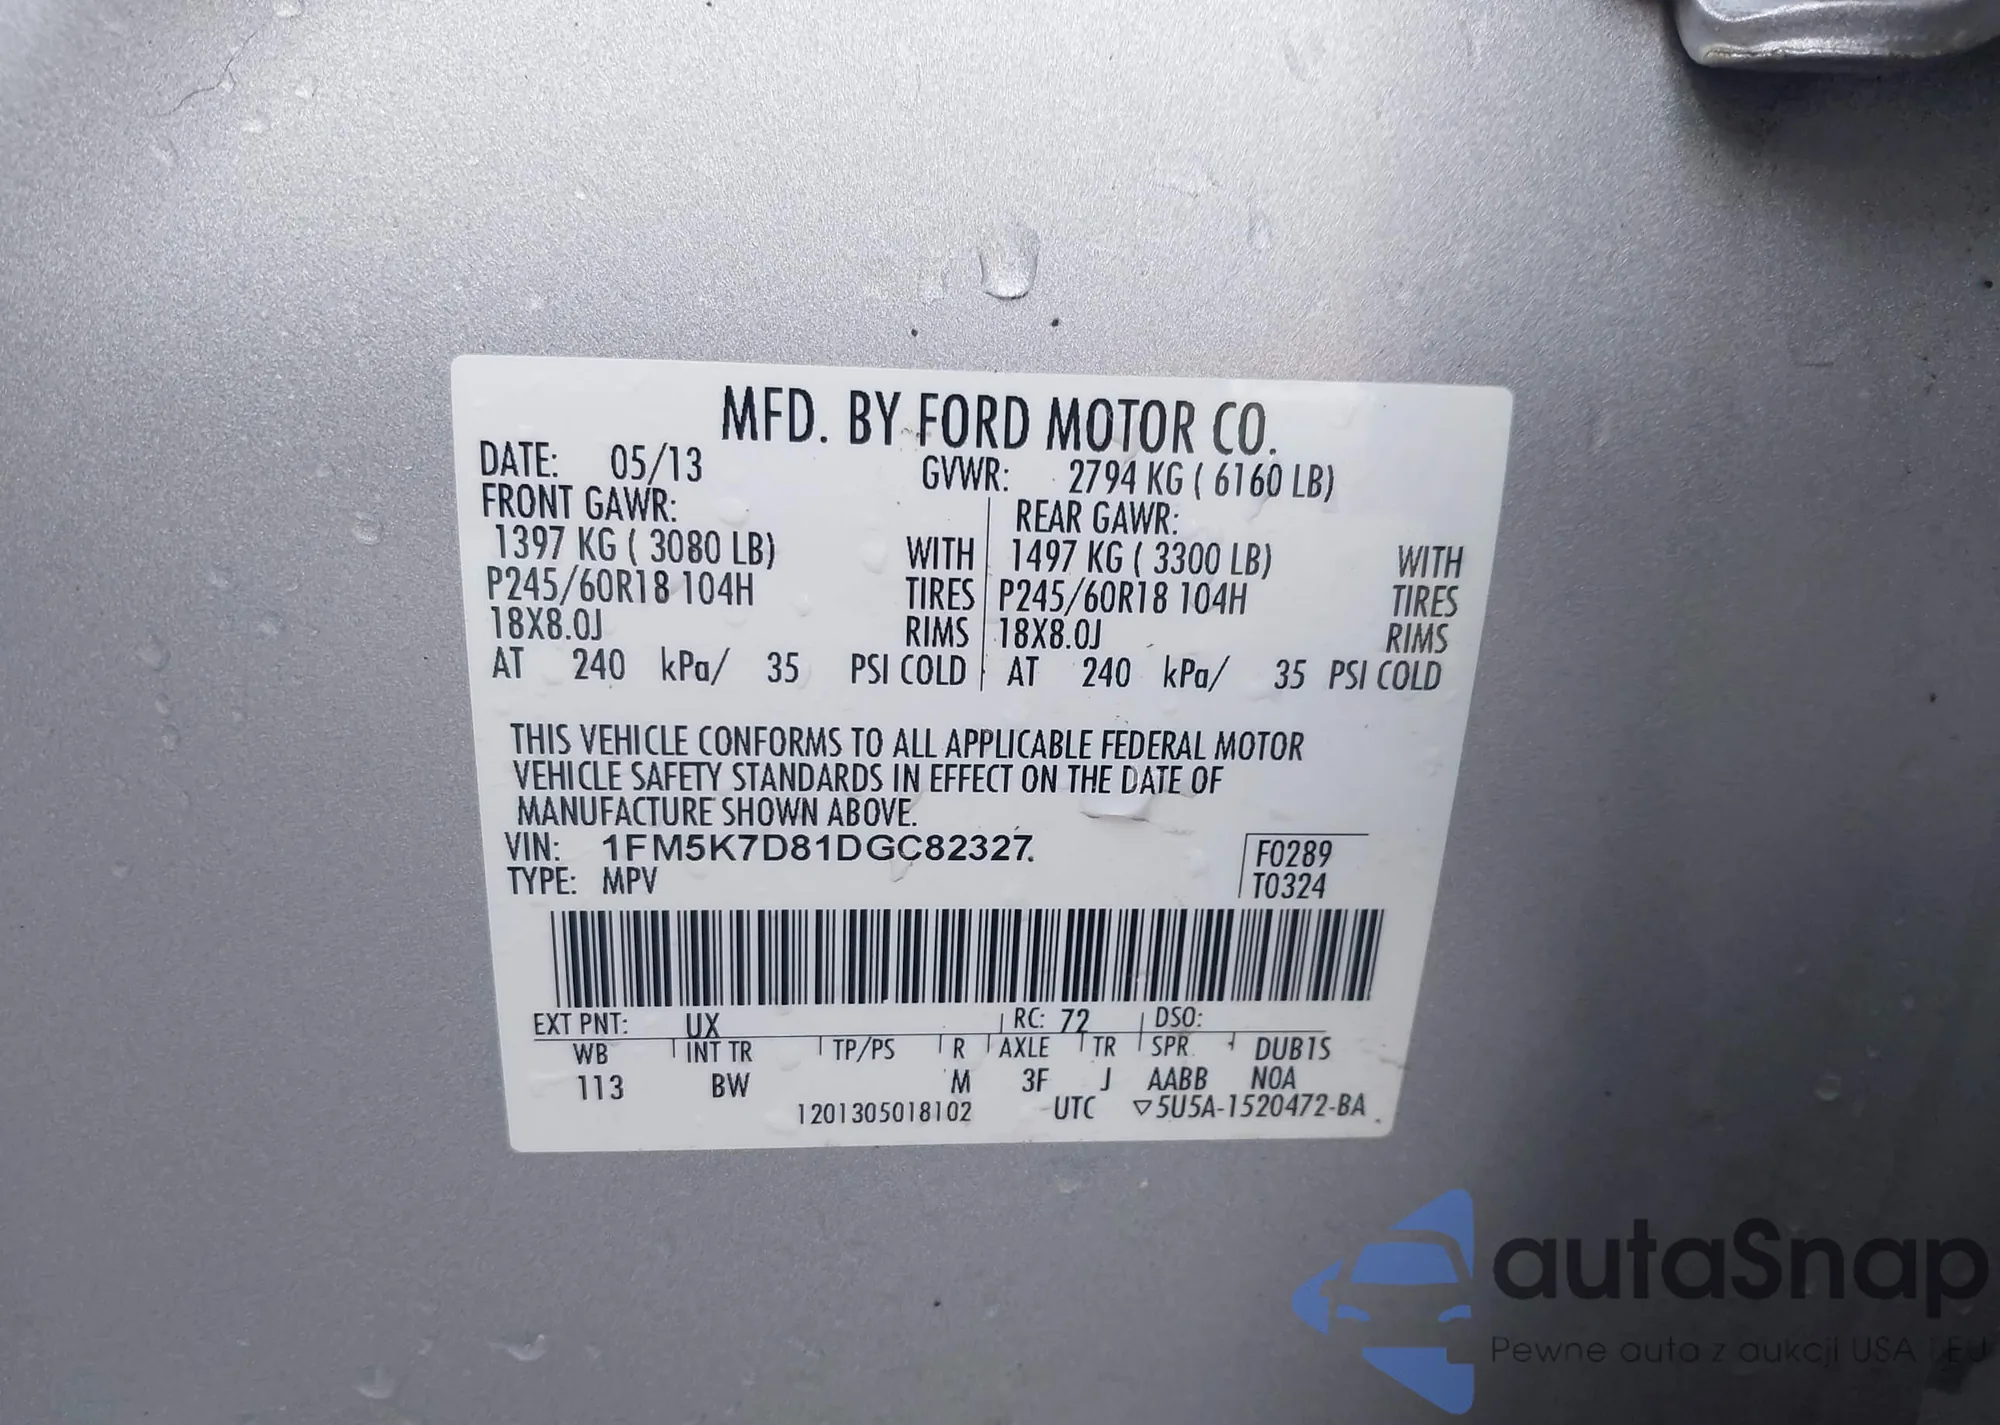 MFD. BY FORD MOTOR CO.
DATE: 05/13 GVWR: 2794 KG ( 6160 LB)
FRONT GAWR: REAR GAWR:
1397 KG ( 3080 LB) WITH 1497 KG ( 3300 LB) WITH
P245/60R18 104H TIRES P245/60R18 104H TIRES
18X8.0J RIMS 18X8.0J RIMS
AT 240 kPa/ 35 PSI COLD AT 240 kPa/ 35 PSI COLD
THIS VEHICLE CONFORMS TO ALL APPLICABLE FEDERAL MOTOR
VEHICLE SAFETY STANDARDS IN EFFECT ON THE DATE OF
MANUFACTURE SHOWN ABOVE.
VIN: 1FM5K7D81DGC82327.
TYPE: MPV
F0289
T0324
EXT PNT: UX RC: 72 DSO:
WB INT TR TP/PS R AXLE TR SPR DUB1S
113 BW M 3F J AABB N0A
1201305018102 UTC ▽5U5A-1520472-BA
autaSnap
Pewne auta z aukcji USA i EU